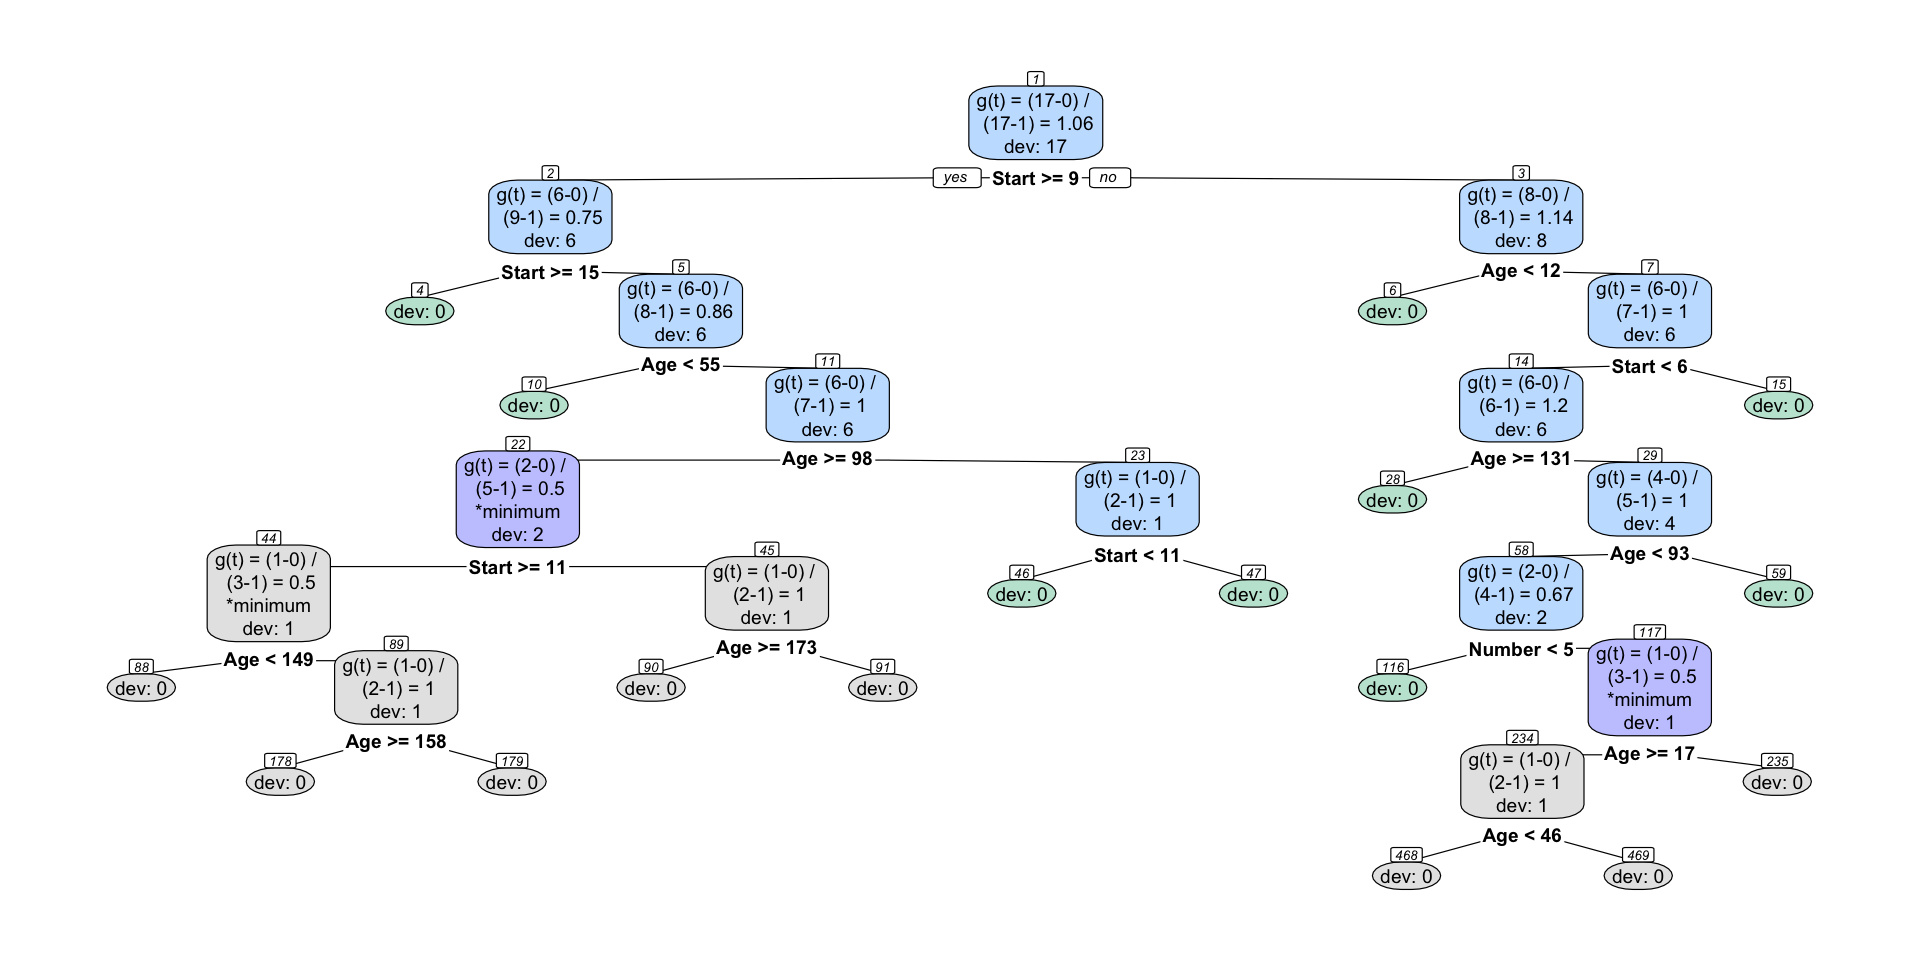 1
g(t) = (17-0) /
(17-1) = 1.06
dev: 17
yes Start >= 9 no
2
g(t) = (6-0) /
(9-1) = 0.75
dev: 6
3
g(t) = (8-0) /
(8-1) = 1.14
dev: 8
Start >= 15
Age < 12
4
dev: 0
5
g(t) = (6-0) /
(8-1) = 0.86
dev: 6
6
dev: 0
7
g(t) = (6-0) /
(7-1) = 1
dev: 6
Age < 55
Start < 6
10
dev: 0
11
g(t) = (6-0) /
(7-1) = 1
dev: 6
14
g(t) = (6-0) /
(6-1) = 1.2
dev: 6
15
dev: 0
Age >= 98
Age >= 131
22
g(t) = (2-0) /
(5-1) = 0.5
*minimum
dev: 2
23
g(t) = (1-0) /
(2-1) = 1
dev: 1
28
dev: 0
29
g(t) = (4-0) /
(5-1) = 1
dev: 4
Start >= 11
Start < 11
Age < 93
44
g(t) = (1-0) /
(3-1) = 0.5
*minimum
dev: 1
45
g(t) = (1-0) /
(2-1) = 1
dev: 1
46
dev: 0
47
dev: 0
58
g(t) = (2-0) /
(4-1) = 0.67
dev: 2
59
dev: 0
Age < 149
Age >= 173
Number < 5
88
dev: 0
89
g(t) = (1-0) /
(2-1) = 1
dev: 1
90
dev: 0
91
dev: 0
116
dev: 0
117
g(t) = (1-0) /
(3-1) = 0.5
*minimum
dev: 1
Age >= 158
Age >= 17
178
dev: 0
179
dev: 0
234
g(t) = (1-0) /
(2-1) = 1
dev: 1
235
dev: 0
Age < 46
468
dev: 0
469
dev: 0